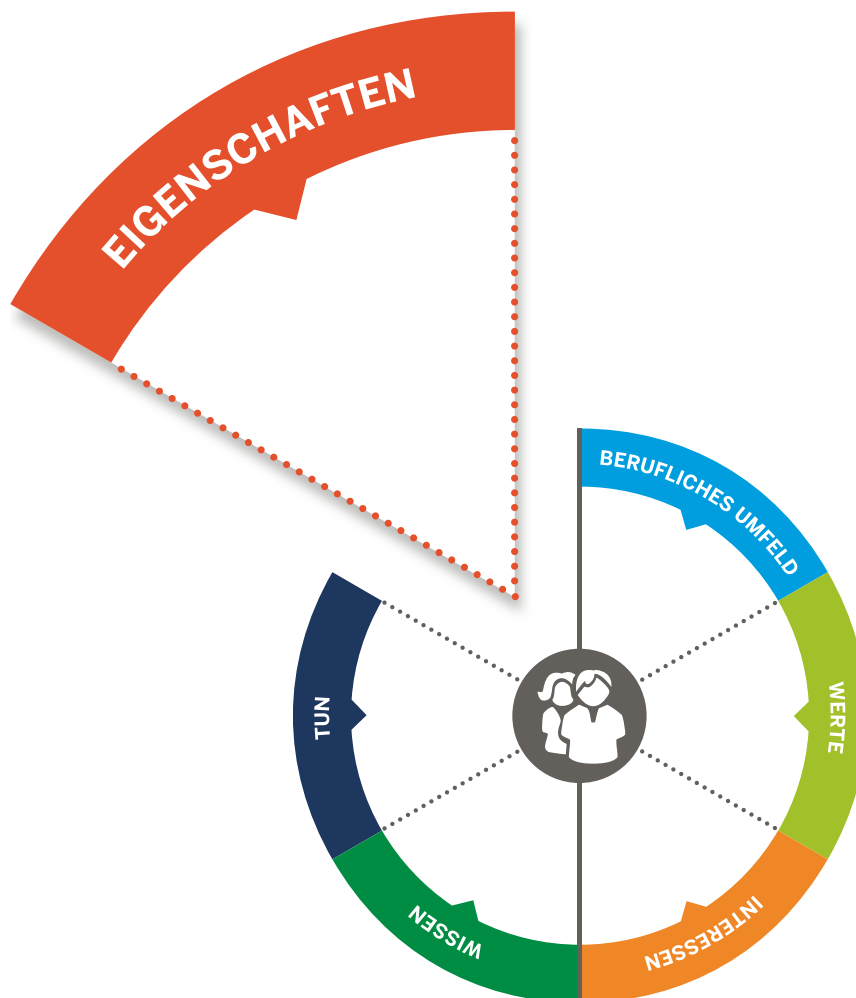 EIGENSCHAFTEN
BERUFLICHES UMFELD
WERTE
INTERESSEN
WISSEN
TUN